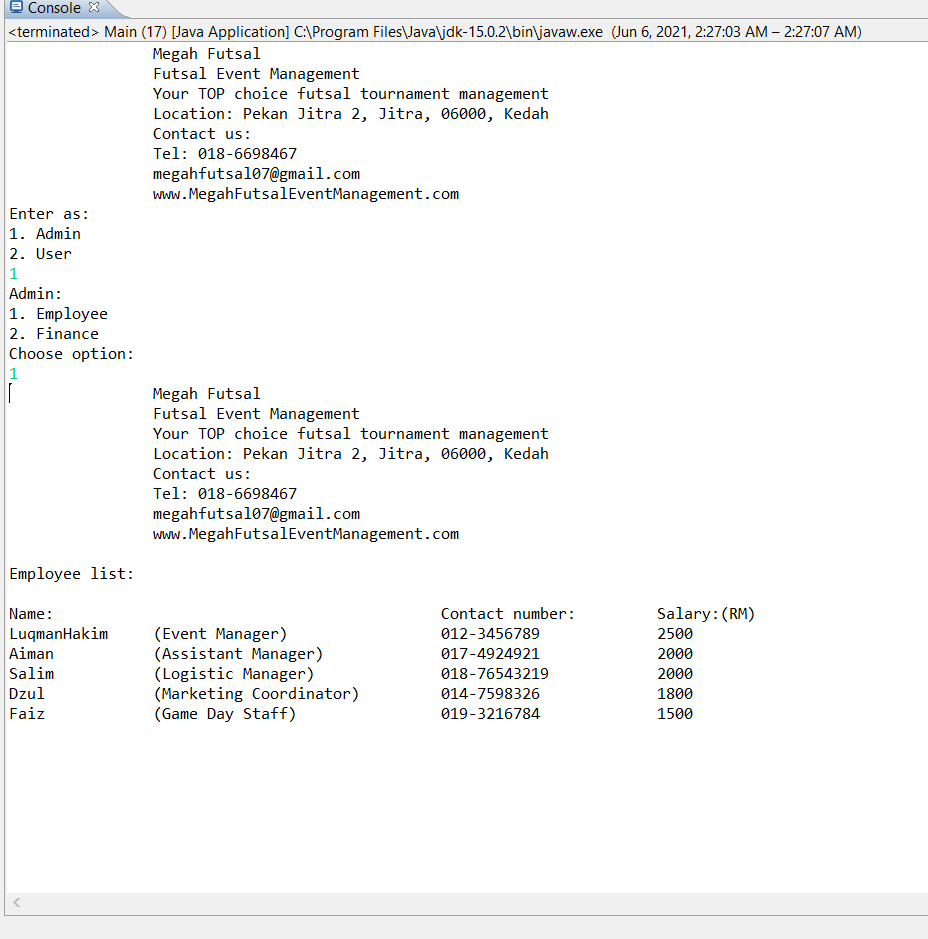 Console
<terminated> Main (17) [Java Application] C:\Program Files\Java\jdk-15.0.2\bin\javaw.exe (Jun 6, 2021, 2:27:03 AM – 2:27:07 AM)
Megah Futsal
Futsal Event Management
Your TOP choice futsal tournament management
Location: Pekan Jitra 2, Jitra, 06000, Kedah
Contact us:
Tel: 018-6698467
megahfutsal07@gmail.com
www.MegahFutsalEventManagement.com
Enter as:
1. Admin
2. User
1
Admin:
1. Employee
2. Finance
Choose option:
1
Megah Futsal
Futsal Event Management
Your TOP choice futsal tournament management
Location: Pekan Jitra 2, Jitra, 06000, Kedah
Contact us:
Tel: 018-6698467
megahfutsal07@gmail.com
www.MegahFutsalEventManagement.com
Employee list:
Name: Contact number: Salary:(RM)
LuqmanHakim (Event Manager) 012-3456789 2500
Aiman (Assistant Manager) 017-4924921 2000
Salim (Logistic Manager) 018-76543219 2000
Dzul (Marketing Coordinator) 014-7598326 1800
Faiz (Game Day Staff) 019-3216784 1500